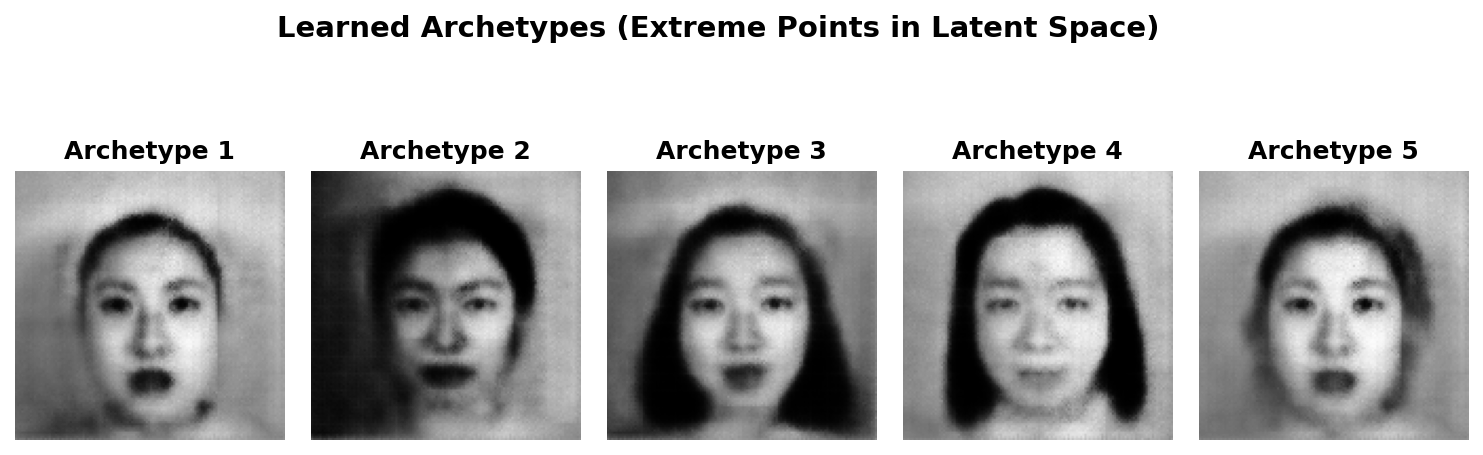 Learned Archetypes (Extreme Points in Latent Space)
Archetype 1 Archetype 2 Archetype 3 Archetype 4 Archetype 5